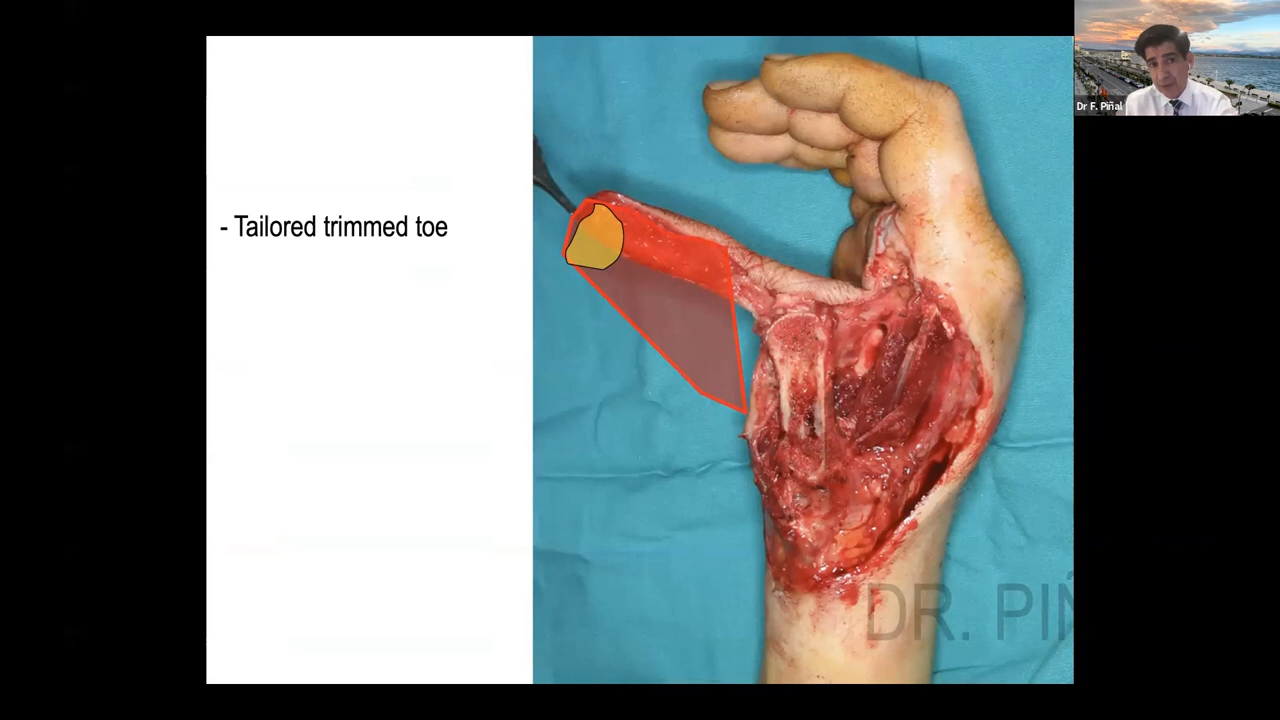 Dr F. Piñal
- Tailored trimmed toe
DR. PI